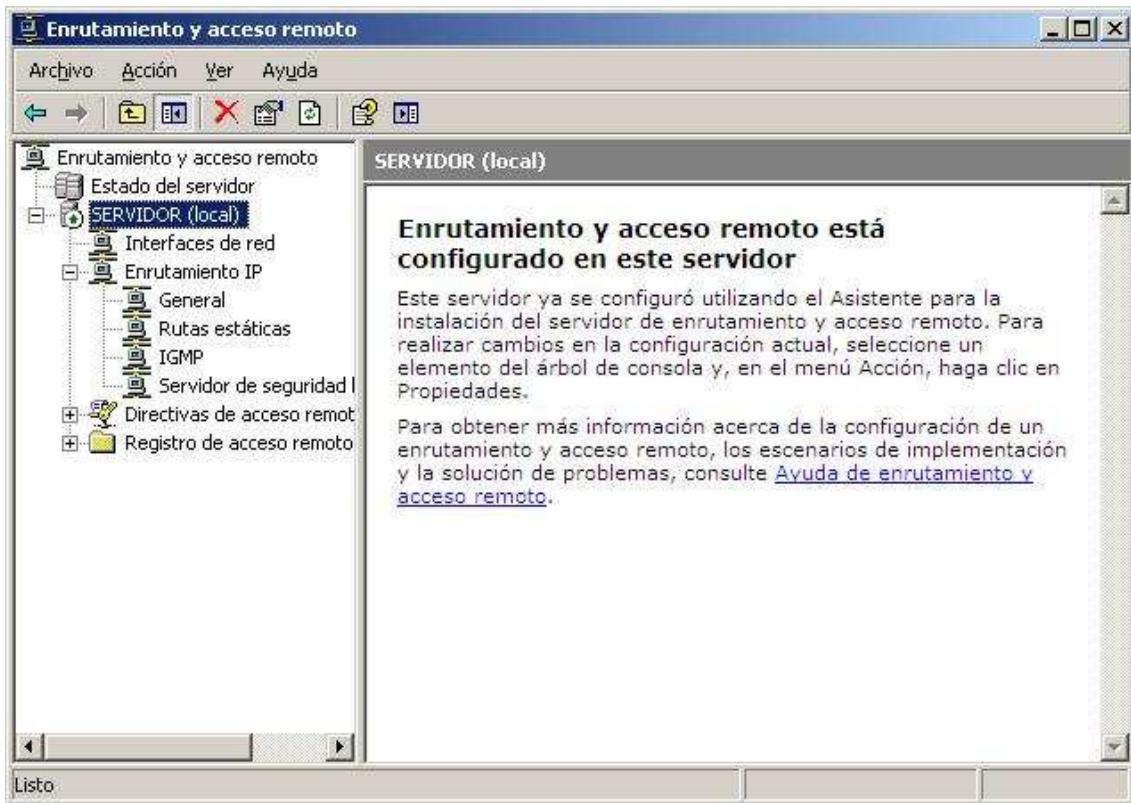 Enrutamiento y acceso remoto
Archivo Acción Ver Ayuda
Enrutamiento y acceso remoto
Estado del servidor
SERVIDOR (local)
Interfaces de red
Enrutamiento IP
General
Rutas estáticas
IGMP
Servidor de seguridad
Directivas de acceso remot
Registro de acceso remoto
SERVIDOR (local)
Enrutamiento y acceso remoto está
configurado en este servidor
Este servidor ya se configuró utilizando el Asistente para la
instalación del servidor de enrutamiento y acceso remoto. Para
realizar cambios en la configuración actual, seleccione un
elemento del árbol de consola y, en el menú Acción, haga clic en
Propiedades.
Para obtener más información acerca de la configuración de un
enrutamiento y acceso remoto, los escenarios de implementación
y la solución de problemas, consulte Ayuda de enrutamiento y
acceso remoto.
Listo